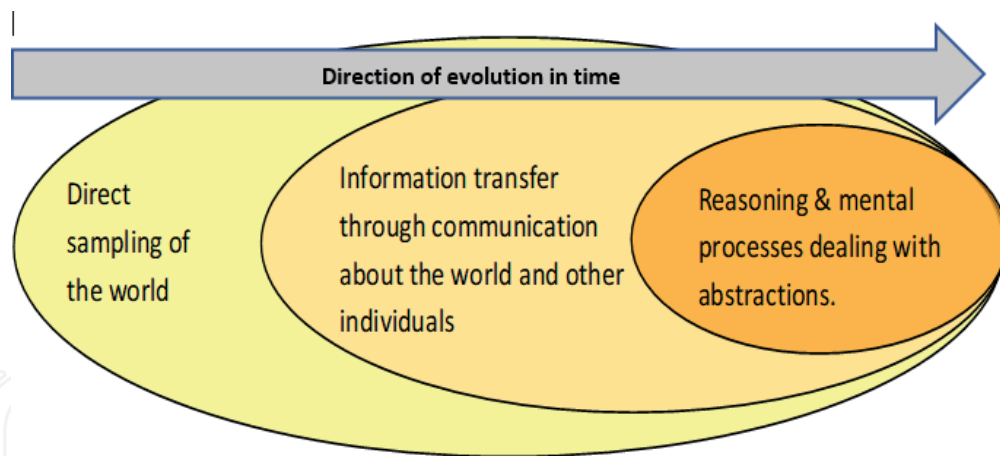 Direction of evolution in time
Direct
sampling of
the world
Information transfer
through communication
about the world and other
individuals
Reasoning & mental
processes dealing with
abstractions.